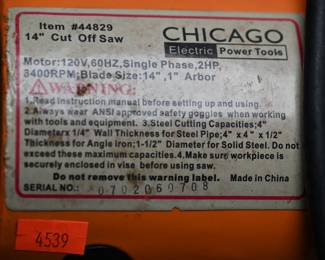 Item #44829
14" Cut Off Saw
CHICAGO
Electric Power Tools
Motor:120V,60HZ,Single Phase,2HP,
3400RPM;Blade Size:14",1" Arbor
WARNING:
1.Read instruction manual before setting up and using.
2.Always wear ANSI approved safety goggles when working
with tools and equipment. 3.Steel Cutting Capacities:4"
Diameterx 1/4" Wall Thickness for Steel Pipe;4" x 4" x 1/2"
Thickness for Angle iron;1-1/2" Diameter for Solid Steel. Do not
exceed these maximum capacities. 4.Make sure workpiece is
securely enclosed in vise before using saw.
Do not remove this warning label. Made in China
SERIAL NO.: 0702060708
4539